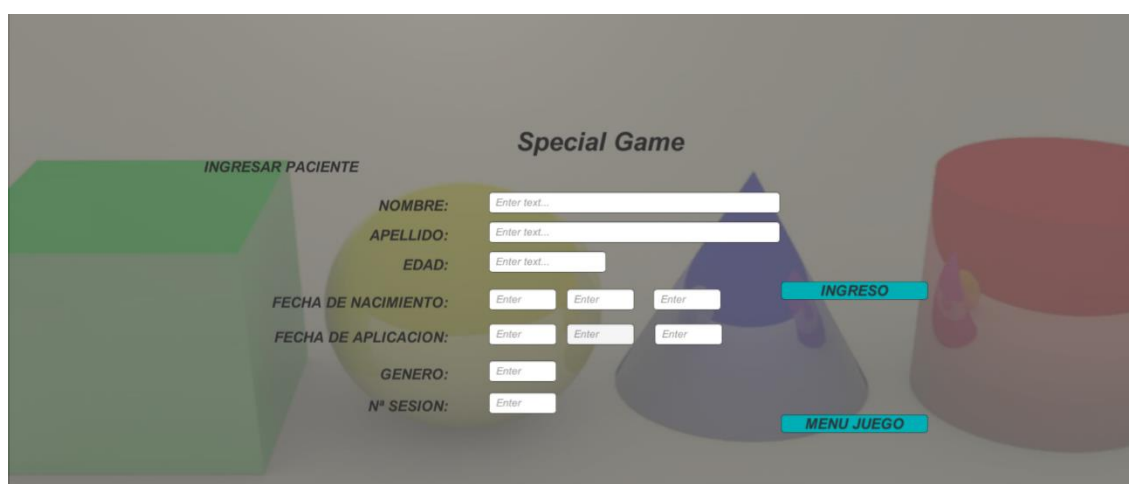 Special Game
INGRESAR PACIENTE
NOMBRE: Enter text...
APELLIDO: Enter text...
EDAD: Enter text...
FECHA DE NACIMIENTO: Enter Enter Enter
INGRESO
FECHA DE APLICACION: Enter Enter Enter
GENERO: Enter
Nª SESION: Enter
MENU JUEGO